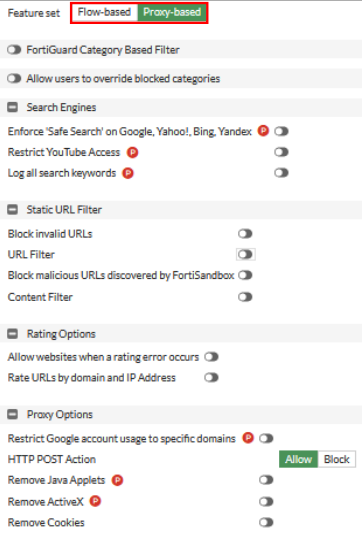 Feature set Flow-based Proxy-based
FortiGuard Category Based Filter
Allow users to override blocked categories
Search Engines
Enforce 'Safe Search' on Google, Yahoo!, Bing, Yandex P
Restrict YouTube Access P
Log all search keywords P
Static URL Filter
Block invalid URLs
URL Filter
Block malicious URLs discovered by FortiSandbox
Content Filter
Rating Options
Allow websites when a rating error occurs
Rate URLs by domain and IP Address
Proxy Options
Restrict Google account usage to specific domains P
HTTP POST Action Allow Block
Remove Java Applets P
Remove ActiveX P
Remove Cookies